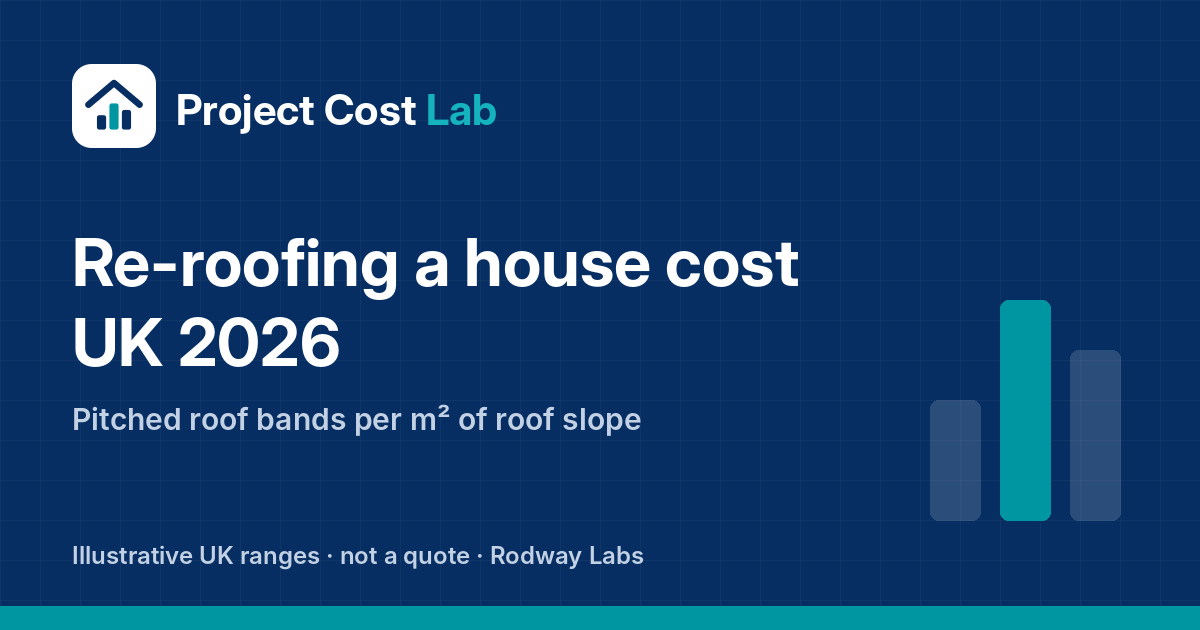 Project Cost Lab
Re-roofing a house cost
UK 2026
Pitched roof bands per m² of roof slope
Illustrative UK ranges · not a quote · Rodway Labs